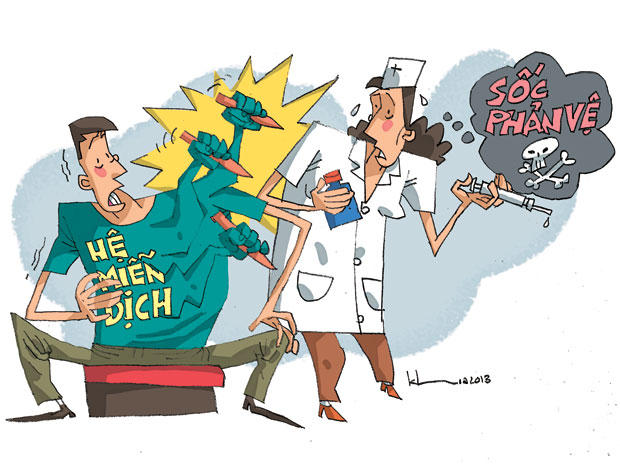 SỐC
PHẢN VỆ
HỆ
MIỄN
DỊCH